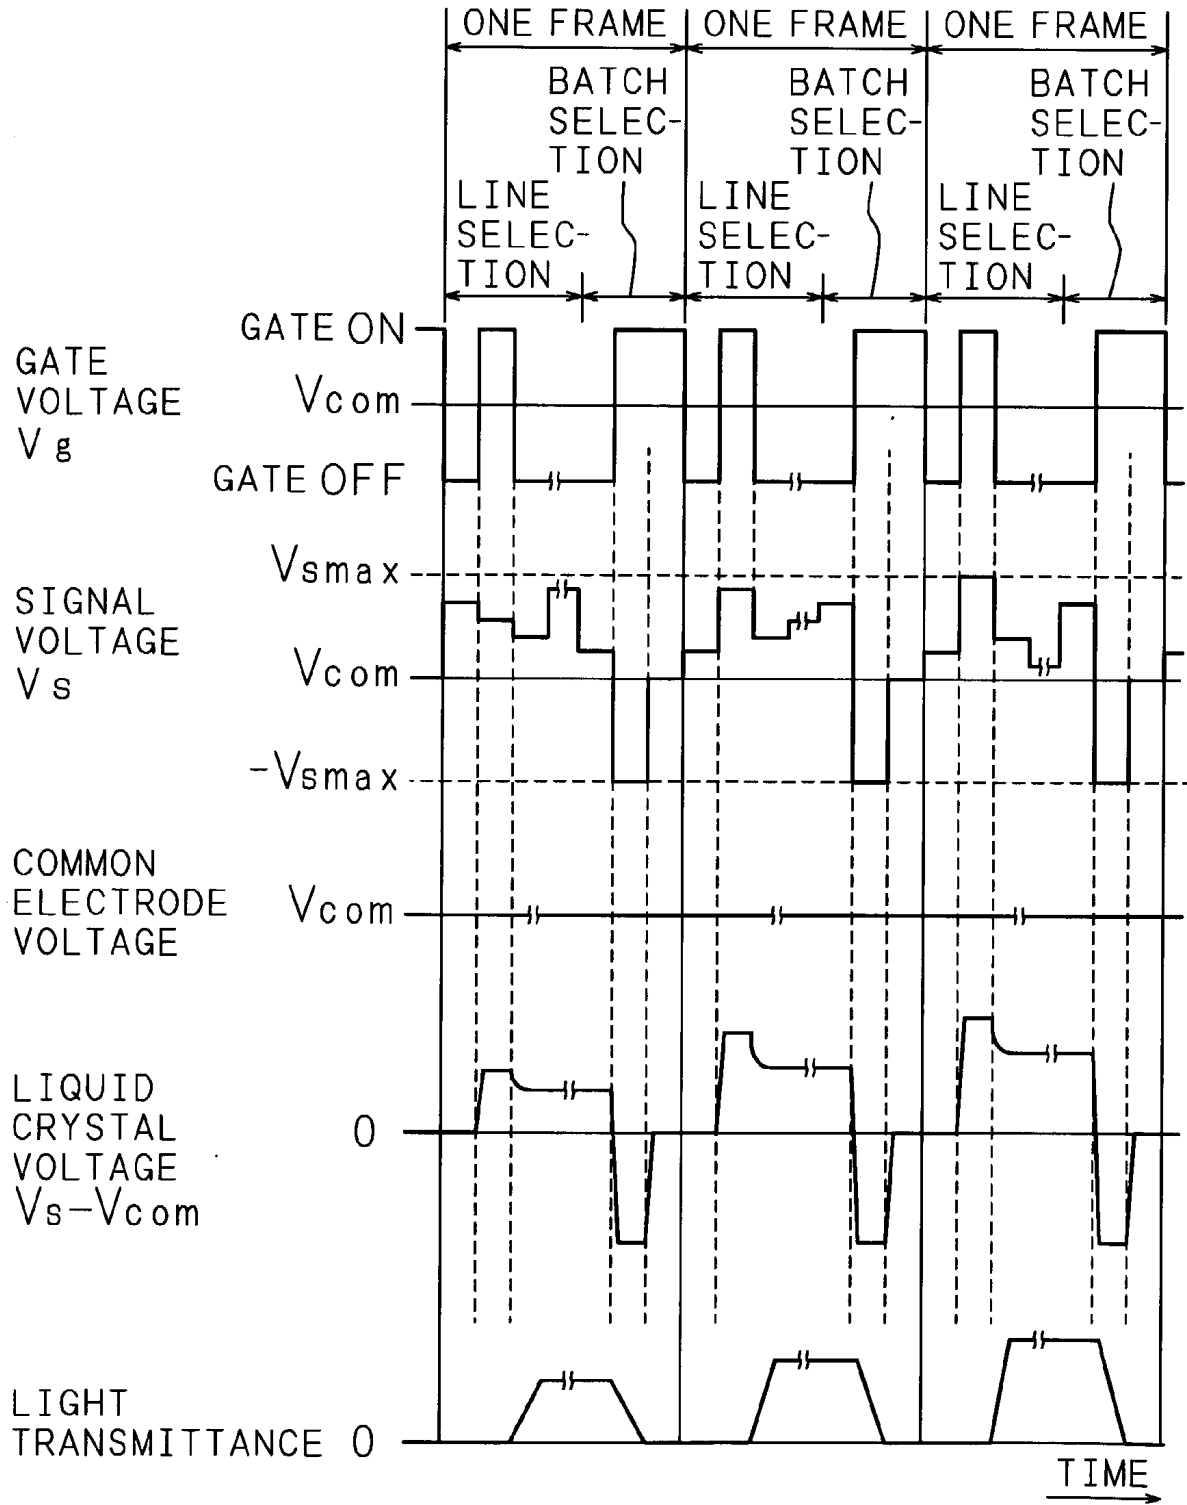 ONE FRAME ONE FRAME ONE FRAME
BATCH
SELEC-
TION
BATCH
SELEC-
TION
BATCH
SELEC-
TION
LINE
SELEC-
TION
LINE
SELEC-
TION
LINE
SELEC-
TION
GATE
VOLTAGE
Vg
GATE ON
Vcom
GATE OFF
SIGNAL
VOLTAGE
Vs
Vsmax
Vcom
-Vsmax
COMMON
ELECTRODE
VOLTAGE
Vcom
LIQUID
CRYSTAL
VOLTAGE
Vs-Vcom
0
LIGHT
TRANSMITTANCE 0
TIME